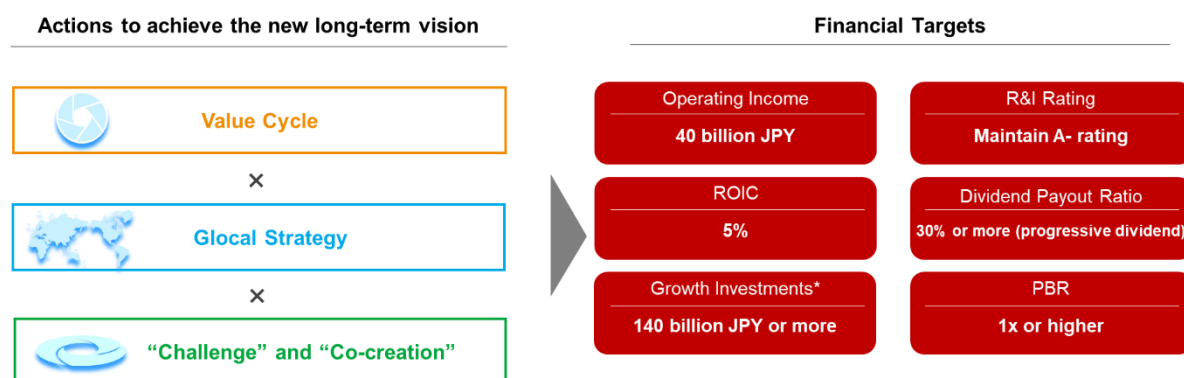 Actions to achieve the new long-term vision
Value Cycle
×
Glocal Strategy
×
“Challenge” and “Co-creation”
Financial Targets
Operating Income
40 billion JPY
R&I Rating
Maintain A- rating
ROIC
5%
Dividend Payout Ratio
30% or more (progressive dividend)
Growth Investments*
140 billion JPY or more
PBR
1x or higher